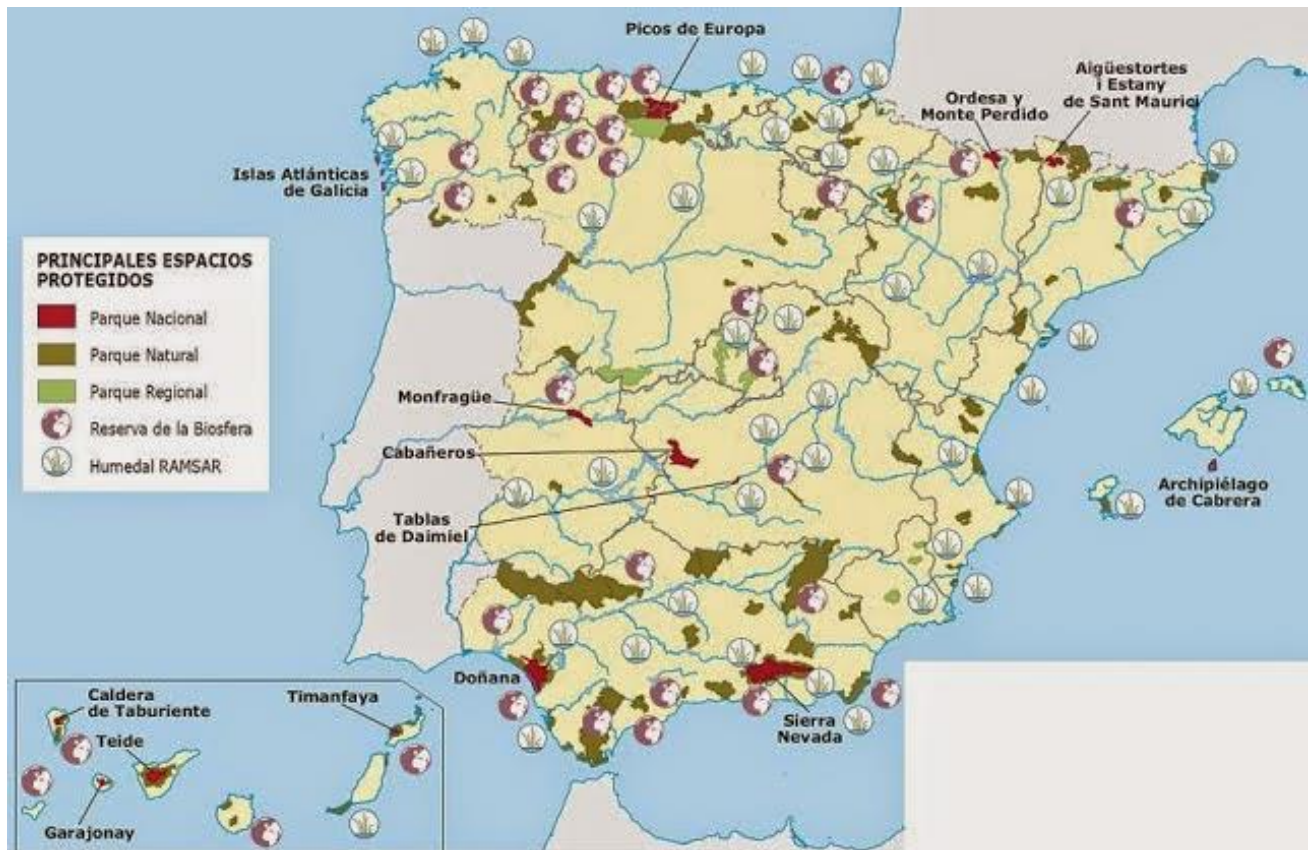 Picos de Europa
Aigüestortes
i Estany
de Sant Maurici
Ordesa y
Monte Perdido
Islas Atlánticas
de Galicia
PRINCIPALES ESPACIOS
PROTEGIDOS
Parque Nacional
Parque Natural
Parque Regional
Reserva de la Biosfera
Humedal RAMSAR
Monfragüe
Cabañeros
Tablas
de Daimiel
Archipiélago
de Cabrera
Doñana
Sierra
Nevada
Caldera
de Taburiente
Timanfaya
Teide
Garajonay